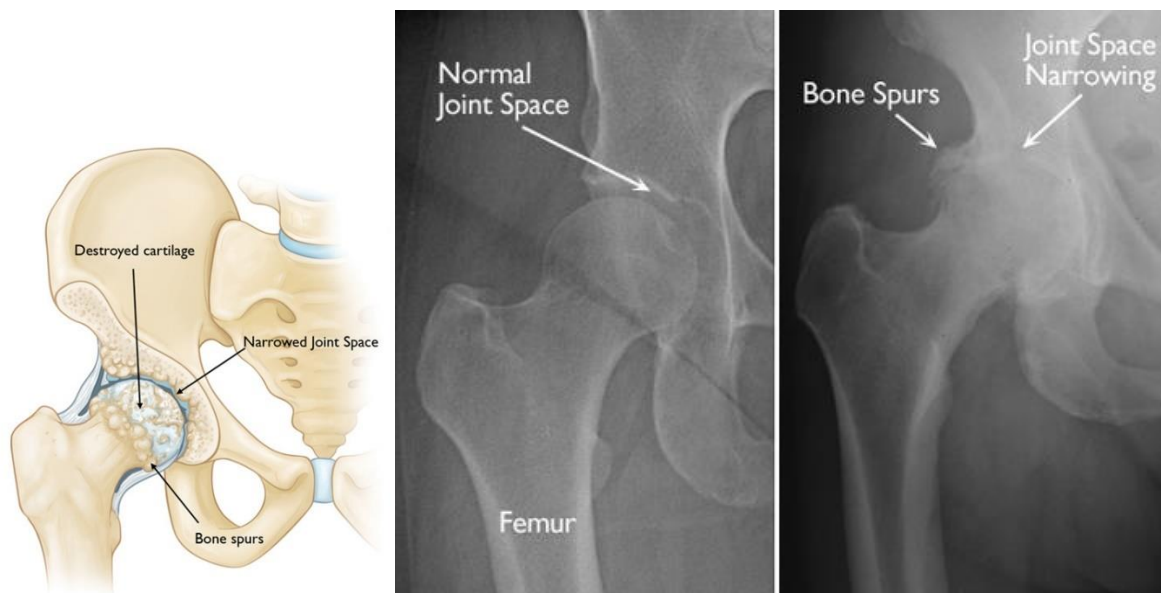 Destroyed cartilage
Narrowed Joint Space
Bone spurs
Normal
Joint Space
Femur
Bone Spurs
Joint Space
Narrowing